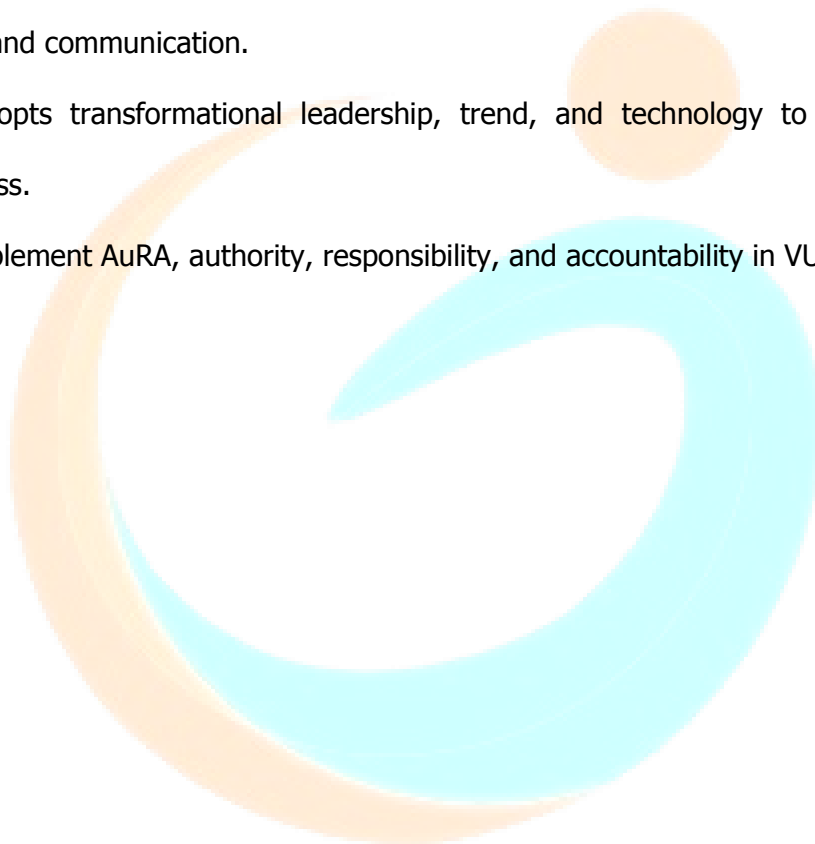 and communication.
opts transformational leadership, trend, and technology to
ss.
plement AuRA, authority, responsibility, and accountability in VU